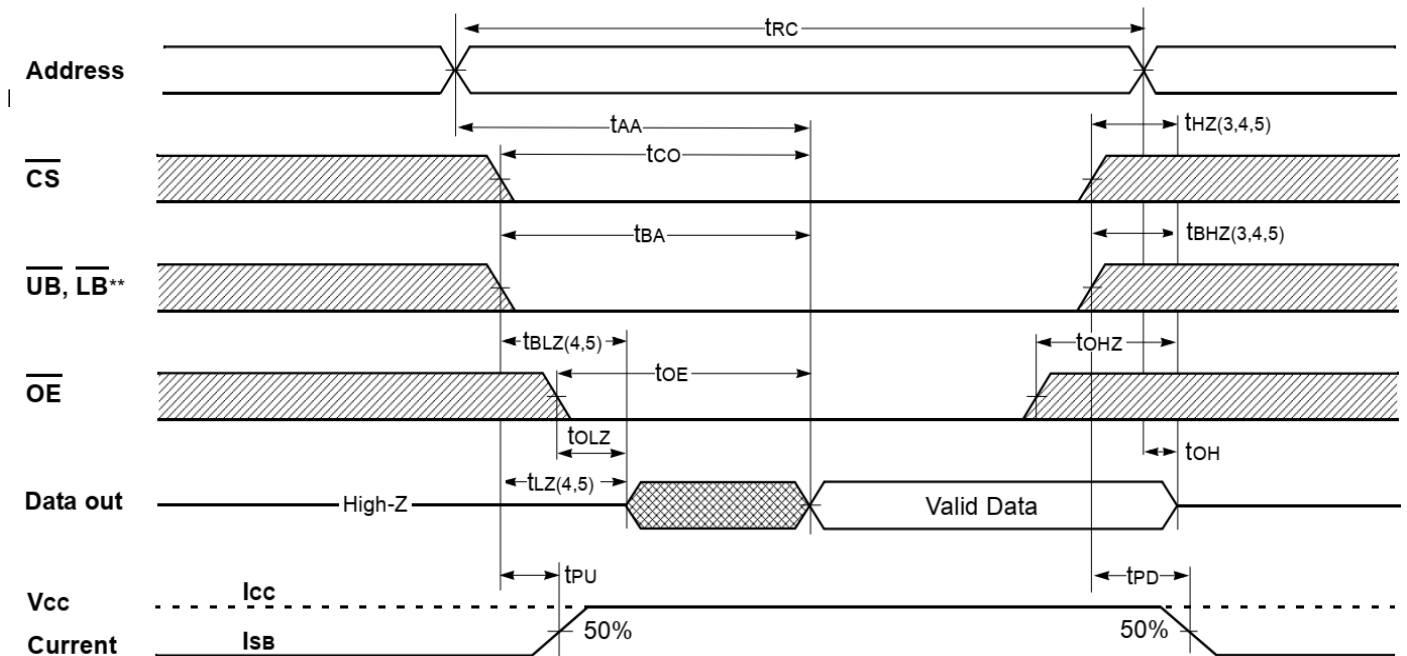 tRC
Address
tAA
tHZ(3,4,5)
tCO
CS
tBA
tBHZ(3,4,5)
UB, LB**
tBLZ(4,5)
tOHZ
tOE
OE
tOLZ
tOH
tLZ(4,5)
Data out
High-Z
Valid Data
tPU
tPD
ICC
VCC
50%
50%
ISB
Current